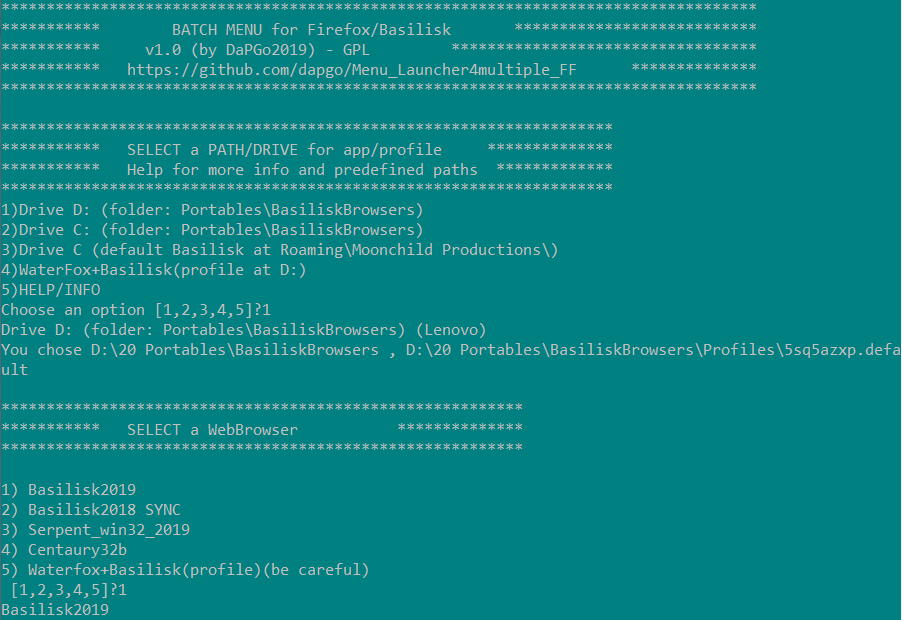 ************************************************************************************
***********        BATCH MENU for Firefox/Basilisk       ***************************
***********     v1.0 (by DaPGo2019) - GPL         **********************************
***********   https://github.com/dapgo/Menu_Launcher4multiple_FF      **************
************************************************************************************
********************************************************************
***********   SELECT a PATH/DRIVE for app/profile     **************
***********   Help for more info and predefined paths  *************
********************************************************************
1)Drive D: (folder: Portables\BasiliskBrowsers)
2)Drive C: (folder: Portables\BasiliskBrowsers)
3)Drive C (default Basilisk at Roaming\Moonchild Productions\)
4)WaterFox+Basilisk(profile at D:)
5)HELP/INFO
Choose an option [1,2,3,4,5]?1
Drive D: (folder: Portables\BasiliskBrowsers) (Lenovo)
You chose D:\20 Portables\BasiliskBrowsers , D:\20 Portables\BasiliskBrowsers\Profiles\5sq5azxp.defa
ult
**********************************************************
***********   SELECT a WebBrowser           **************
**********************************************************
1) Basilisk2019
2) Basilisk2018 SYNC
3) Serpent_win32_2019
4) Centaury32b
5) Waterfox+Basilisk(profile)(be careful)
 [1,2,3,4,5]?1
Basilisk2019